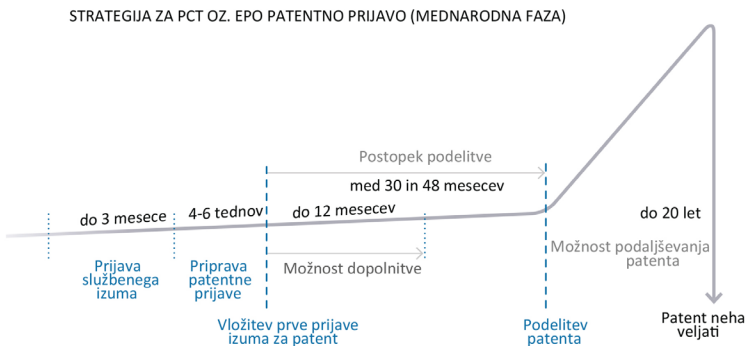 STRATEGIJA ZA PCT OZ. EPO PATENTNO PRIJAVO (MEDNARODNA FAZA)
Postopek podelitve
med 30 in 48 mesecev
do 3 mesece
4-6 tednov
do 12 mesecev
do 20 let
Prijava
službenega
izuma
Priprava
patentne
prijave
Možnost dopolnitve
Možnost podaljševanja
patenta
Vložitev prve prijave
izuma za patent
Podelitev
patenta
Patent neha
veljati